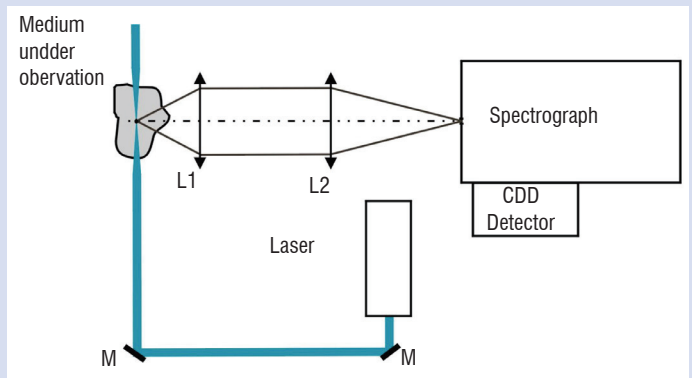 Medium
undder
obervation
Spectrograph
L1
L2
CDD
Detector
Laser
M
M